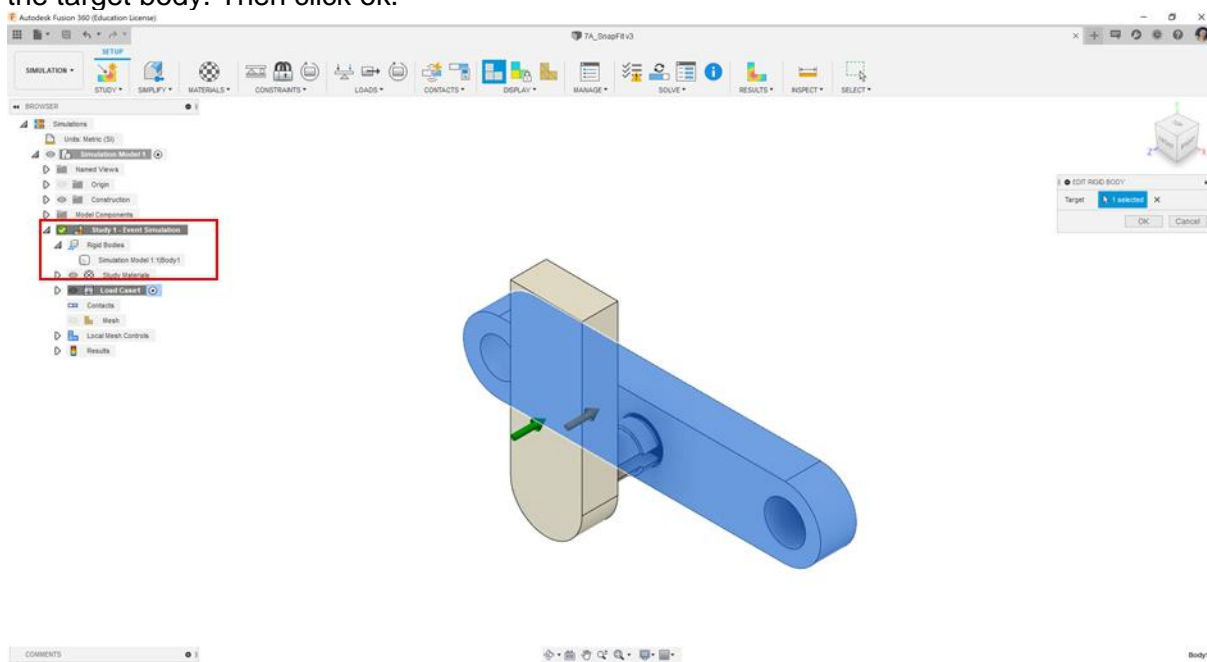 the target body. Then click ok.
Autodesk Fusion 360 (Education License)
7A_SnapFit v3
SETUP
SIMULATION
STUDY SIMPLIFY MATERIALS CONSTRAINTS LOADS CONTACTS DISPLAY MANAGE SOLVE RESULTS INSPECT SELECT
BROWSER
Simulations
Units: Metric (SI)
Simulation Model 1
Named Views
Origin
Construction
Model Components
Study 1 - Event Simulation
Rigid Bodies
Simulation Model 1:1|Body1
Study Materials
Load Case1
Contacts
Mesh
Local Mesh Controls
Results
EDIT RIGID BODY
Target 1 selected
OK Cancel
COMMENTS